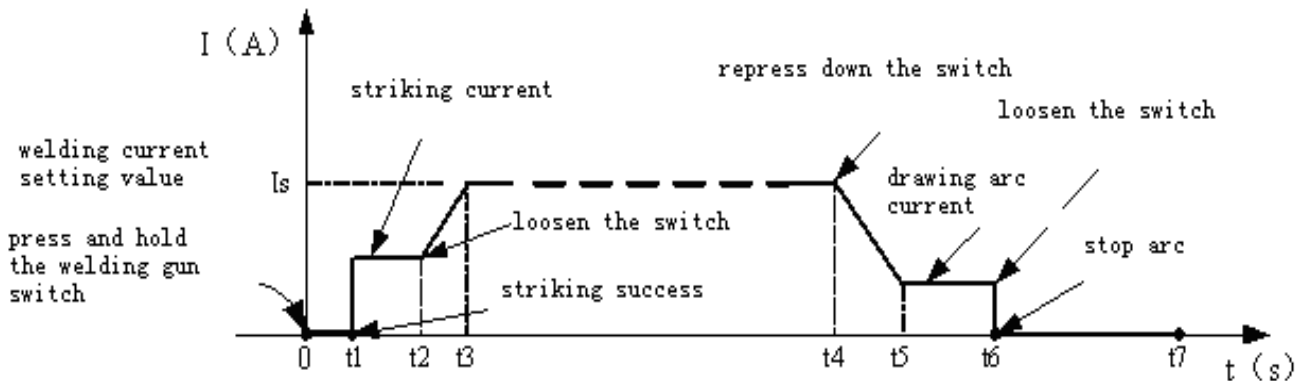 I (A)
striking current
repress down the switch
loosen the switch
welding current
setting value
Is
drawing arc
current
press and hold
the welding gun
switch
loosen the switch
stop arc
striking success
0
t1
t2
t3
t4
t5
t6
t7
t (s)